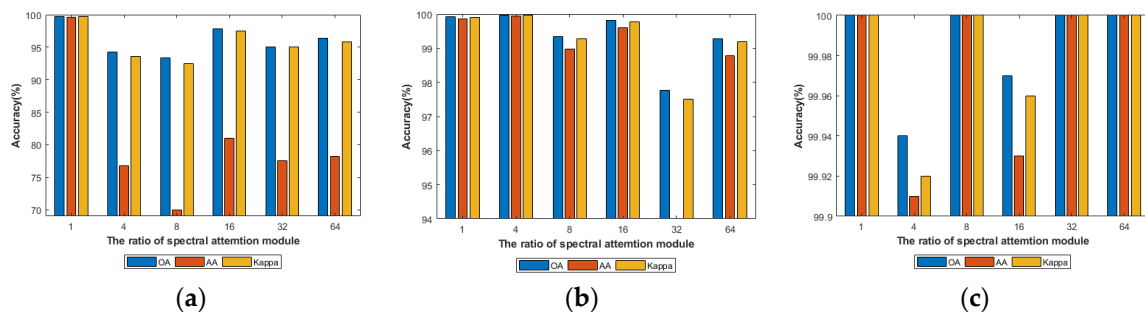 Accuracy(%)
100
95
90
85
80
75
70
1 4 8 16 32 64
The ratio of spectral attemtion module
OA AA Kappa
(a)
Accuracy(%)
100
99
98
97
96
95
94
1 4 8 16 32 64
The ratio of spectral attemtion module
OA AA Kappa
(b)
Accuracy(%)
100
99.98
99.96
99.94
99.92
99.9
1 4 8 16 32 64
The ratio of spectral attemtion module
OA AA Kappa
(c)